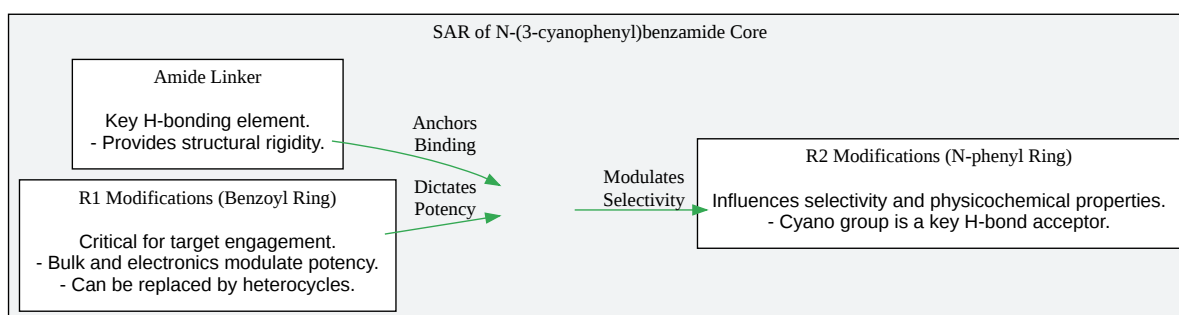 SAR of N-(3-cyanophenyl)benzamide Core
Amide Linker
Key H-bonding element.
- Provides structural rigidity.
Anchors
Binding
R1 Modifications (Benzoyl Ring)
Critical for target engagement.
- Bulk and electronics modulate potency.
- Can be replaced by heterocycles.
Dictates
Potency
Modulates
Selectivity
R2 Modifications (N-phenyl Ring)
Influences selectivity and physicochemical properties.
- Cyano group is a key H-bond acceptor.